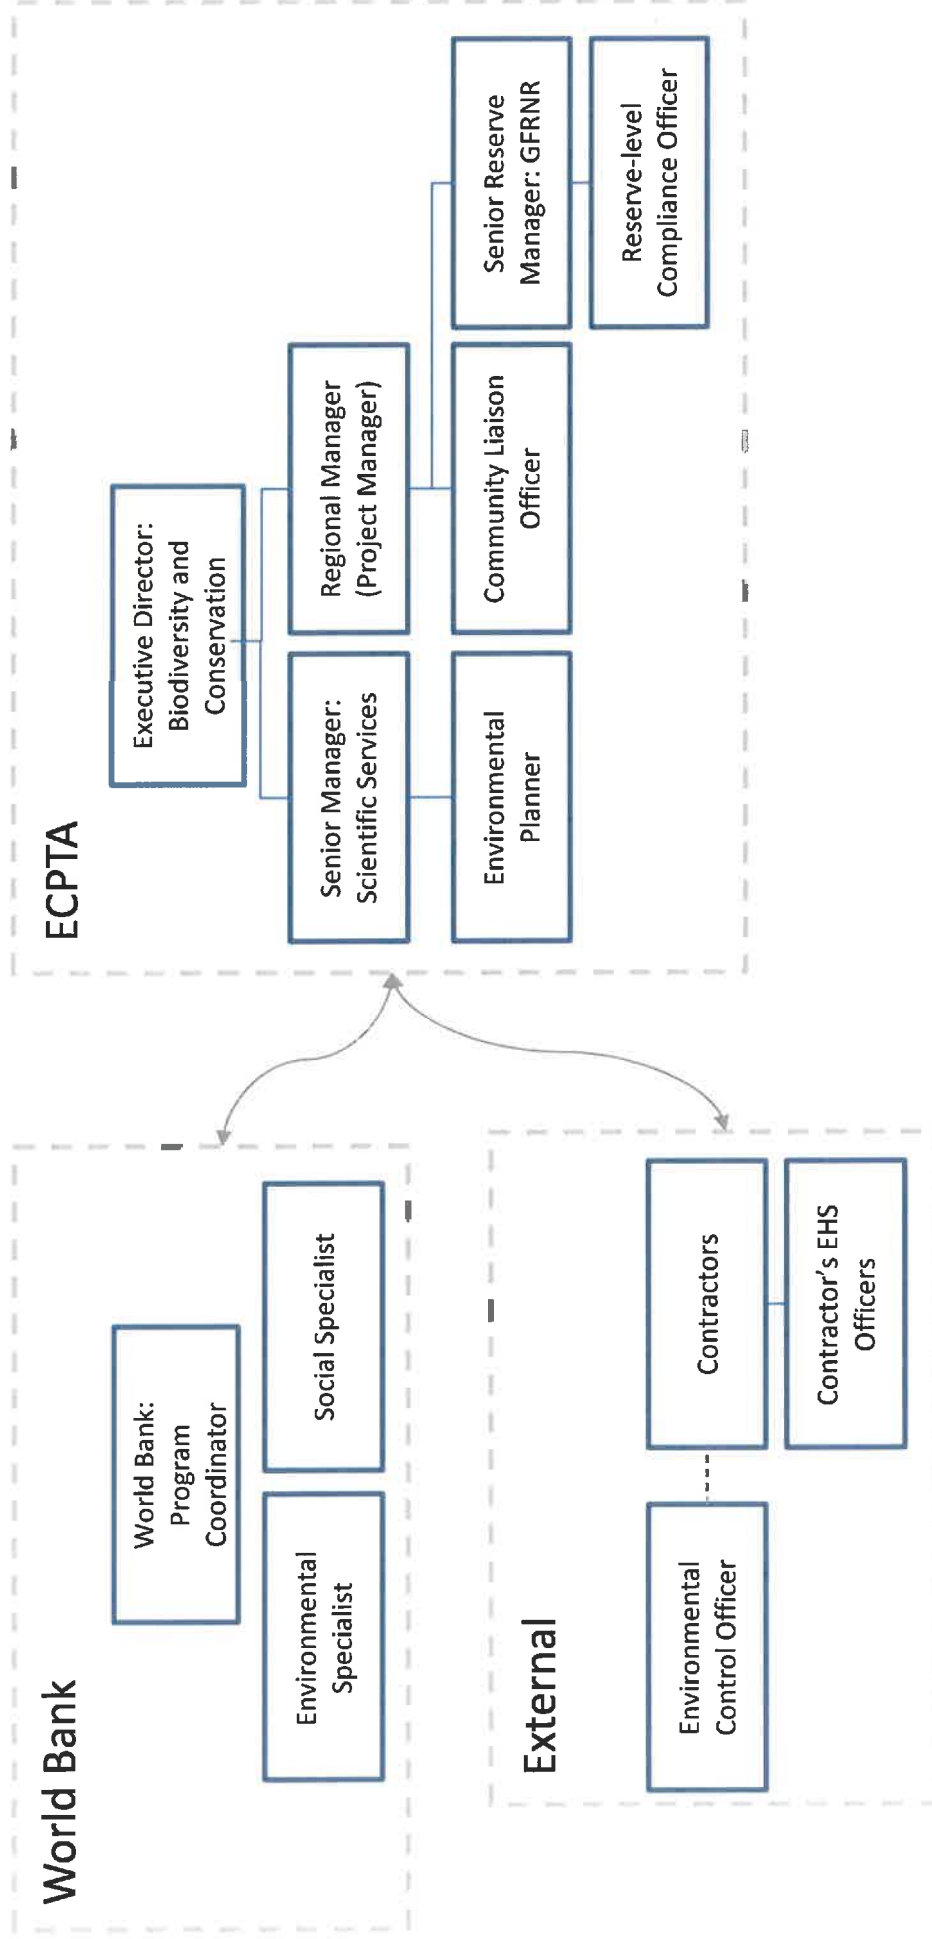 World Bank
World Bank:
Program
Coordinator
Environmental
Specialist
Social Specialist
External
Environmental
Control Officer
Contractors
Contractor's EHS
Officers
ECPTA
Executive Director:
Biodiversity and
Conservation
Senior Manager:
Scientific Services
Regional Manager
(Project Manager)
Environmental
Planner
Community Liaison
Officer
Senior Reserve
Manager: GFRNR
Reserve-level
Compliance Officer